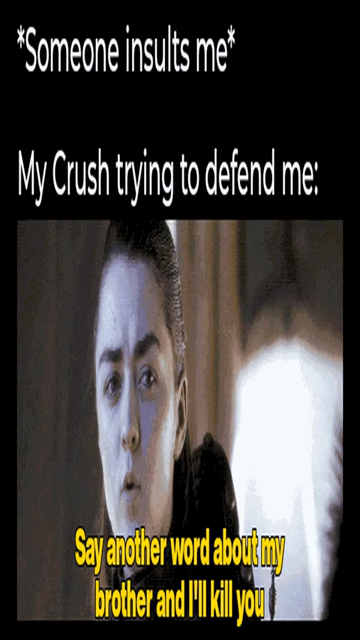 *Someone insults me*
My Crush trying to defend me:
Say another word about my
brother and I'll kill you